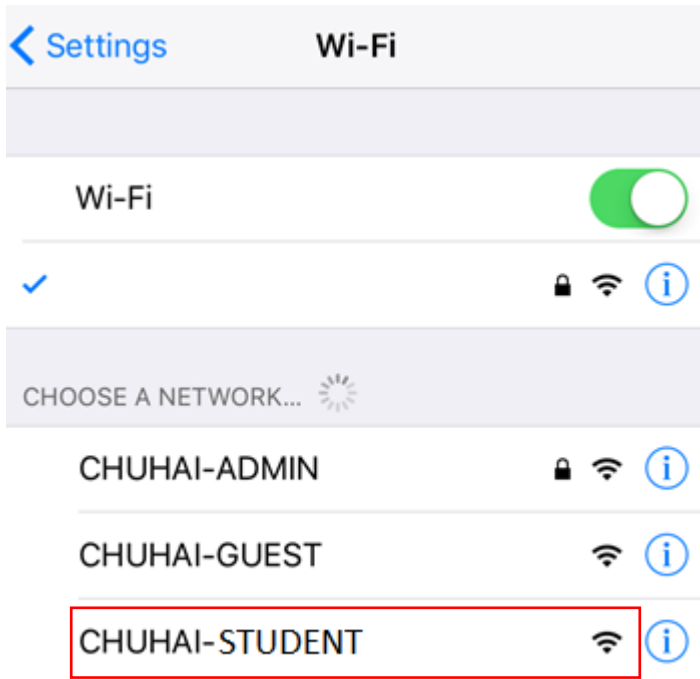 Settings Wi-Fi
Wi-Fi
CHOOSE A NETWORK...
CHUHAI-ADMIN
CHUHAI-GUEST
CHUHAI-STUDENT